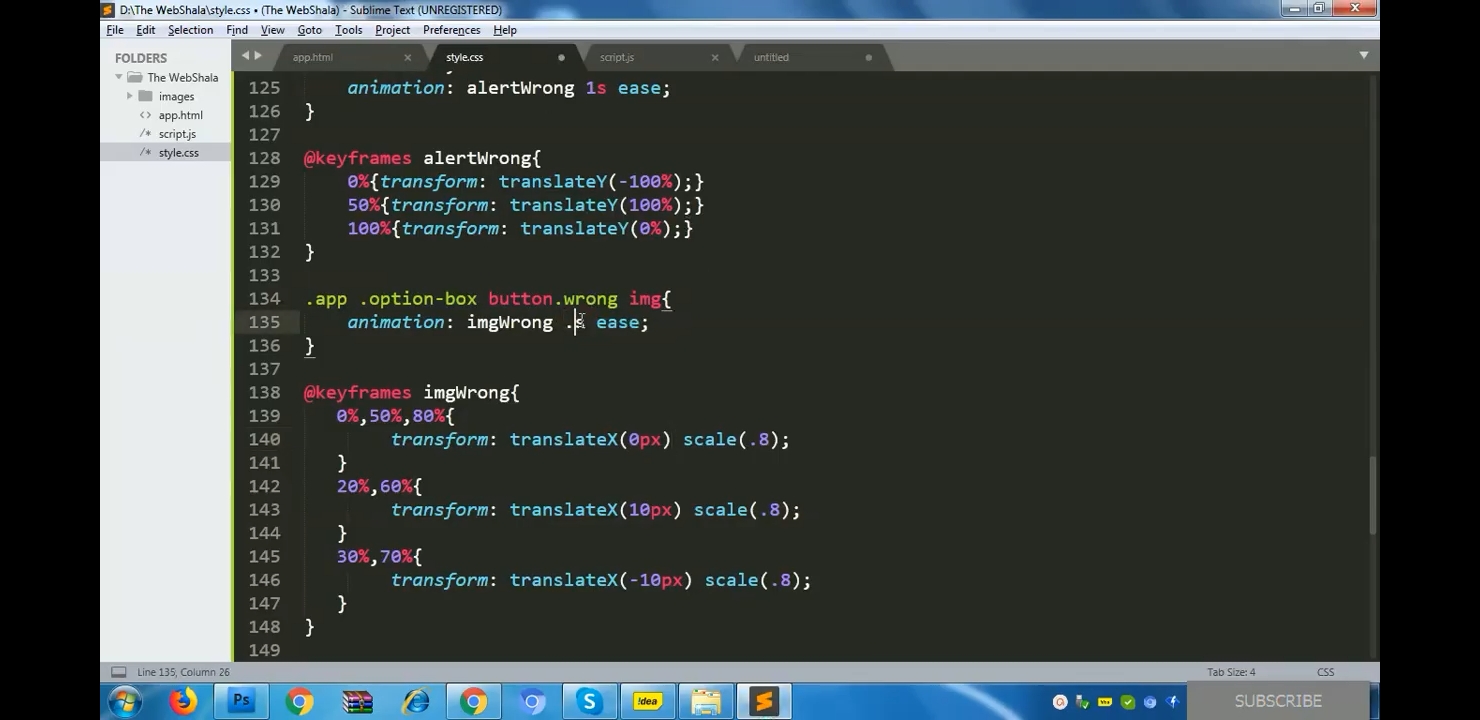 D:\The WebShala\style.css • (The WebShala) - Sublime Text (UNREGISTERED)
File Edit Selection Find View Goto Tools Project Preferences Help
FOLDERS
The WebShala
images
app.html
script.js
style.css
app.html style.css script.js untitled
125 animation: alertWrong 1s ease;
126 }
127
128 @keyframes alertWrong{
129 0%{transform: translateY(-100%);}
130 50%{transform: translateY(100%);}
131 100%{transform: translateY(0%);}
132 }
133
134 .app .option-box button.wrong img{
135 animation: imgWrong .s ease;
136 }
137
138 @keyframes imgWrong{
139 0%,50%,80%{
140 transform: translateX(0px) scale(.8);
141 }
142 20%,60%{
143 transform: translateX(10px) scale(.8);
144 }
145 30%,70%{
146 transform: translateX(-10px) scale(.8);
147 }
148 }
149
Line 135, Column 26 Tab Size: 4 CSS
Ps !dea SUBSCRIBE